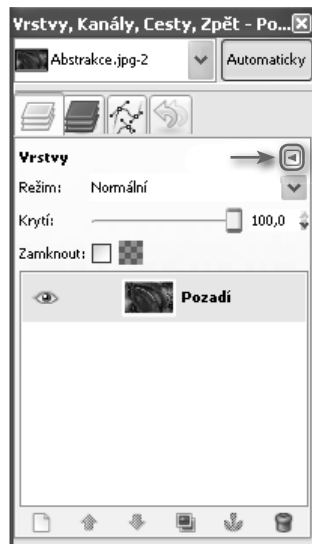 Vrstvy, Kanály, Cesty, Zpět - Po...
Abstrakce.jpg-2 Automaticky
Vrstvy
Režim: Normální
Krytí: 100,0
Zamknout:
Pozadí